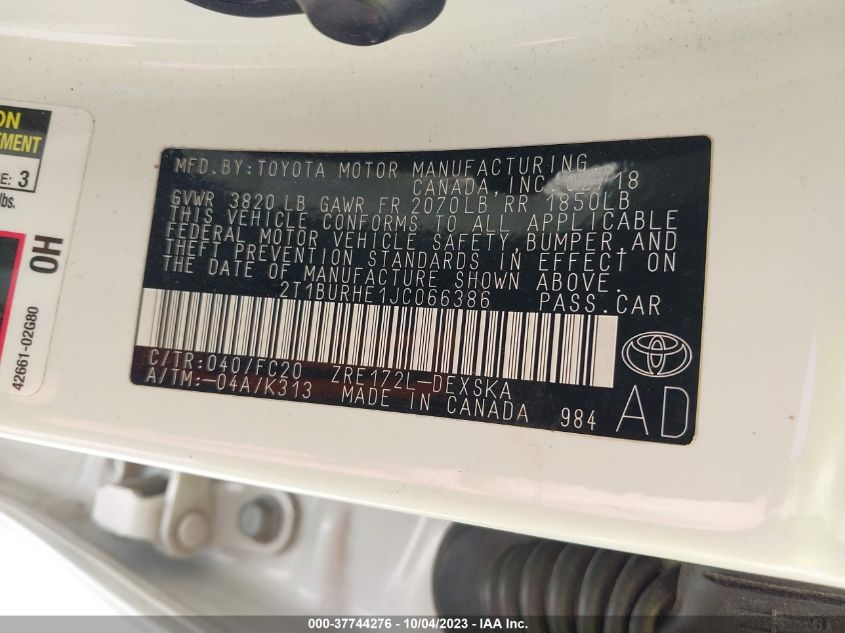 ON
EMENT
E: 3
lbs.
OH
42661-02G80
MFD. BY: TOYOTA MOTOR MANUFACTURING
CANADA, INC. 02/18
GVWR 3820 LB GAWR FR 2070LB, RR 1850LB
THIS VEHICLE CONFORMS TO ALL APPLICABLE
FEDERAL MOTOR VEHICLE SAFETY, BUMPER, AND
THEFT PREVENTION STANDARDS IN EFFECT ON
THE DATE OF MANUFACTURE SHOWN ABOVE.
2T1BURHE1JC066386 PASS.CAR
C/TR:040/FC20 ZRE172L-DEXSKA
A/TM:-04A/K313 MADE IN CANADA 984
AD
000-37744276 - 10/04/2023 - IAA Inc.